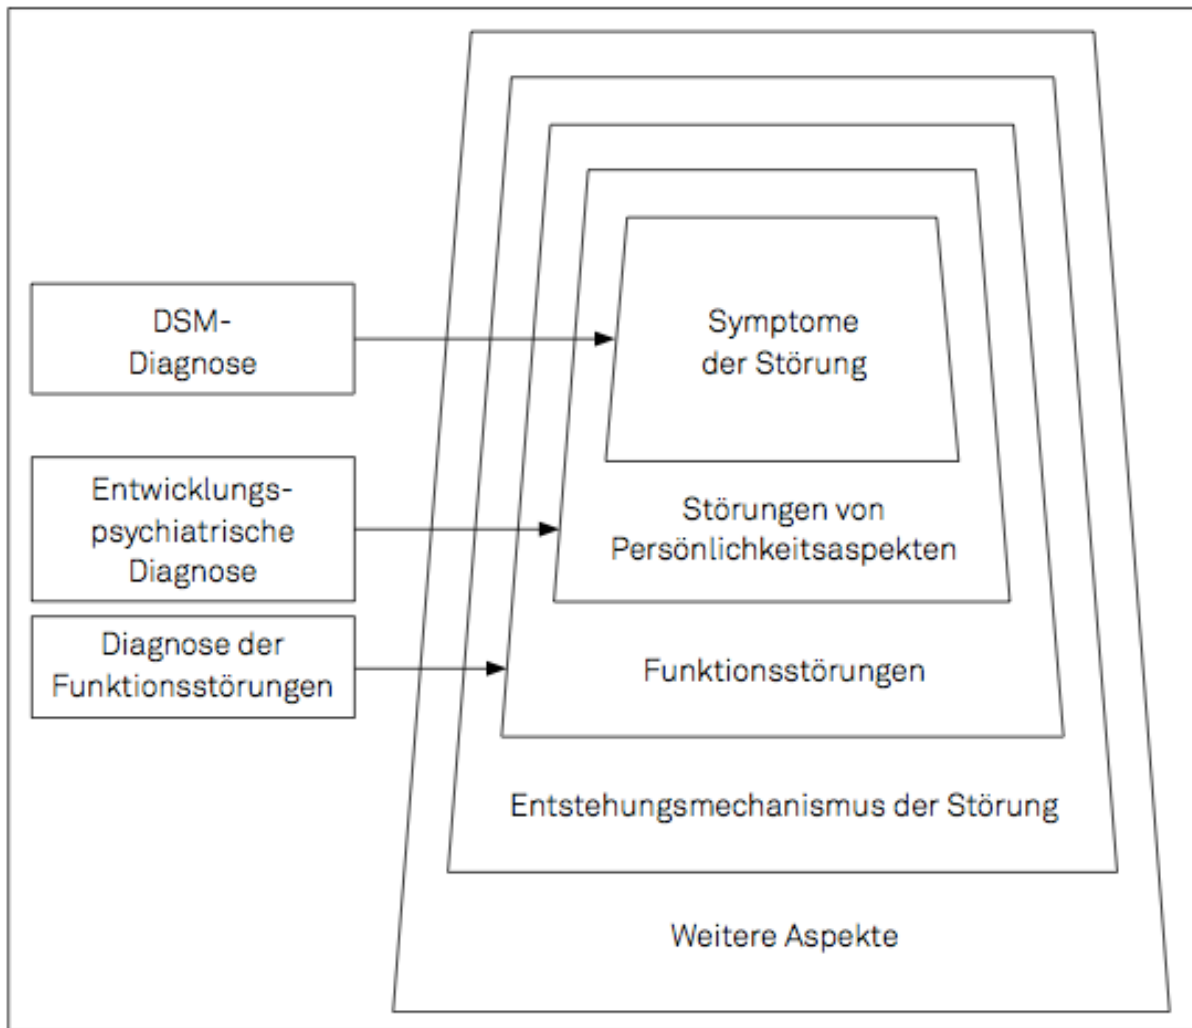 DSM-
Diagnose
Entwicklungs-
psychiatrische
Diagnose
Diagnose der
Funktionsstörungen
Symptome
der Störung
Störungen von
Persönlichkeitsaspekten
Funktionsstörungen
Entstehungsmechanismus der Störung
Weitere Aspekte